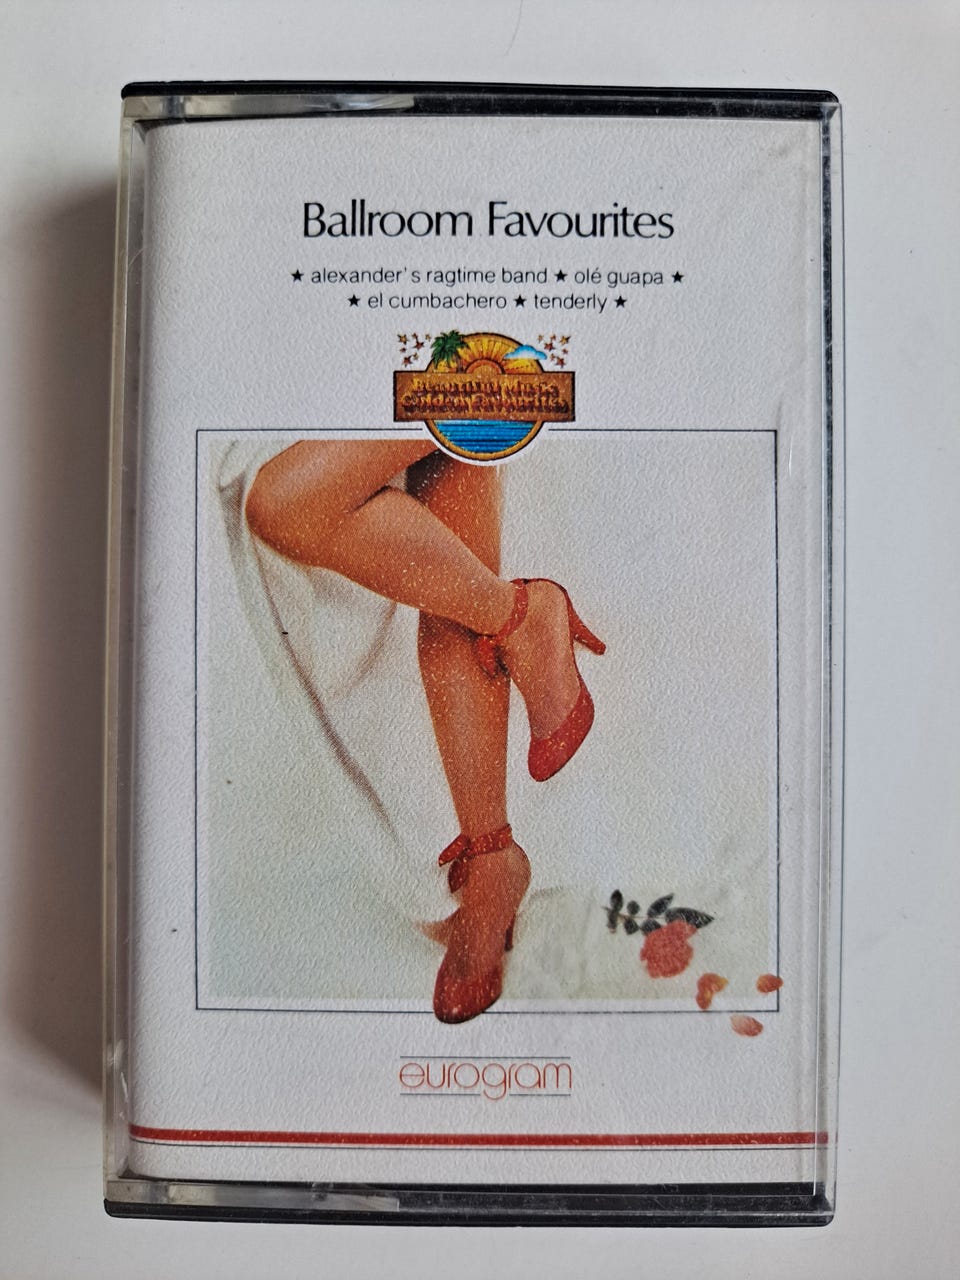 Ballroom Favourites
★ alexander's ragtime band ★ olé guapa ★
★ el cumbachero ★ tenderly ★
Beautiful Music
Golden Favourites
eurogram